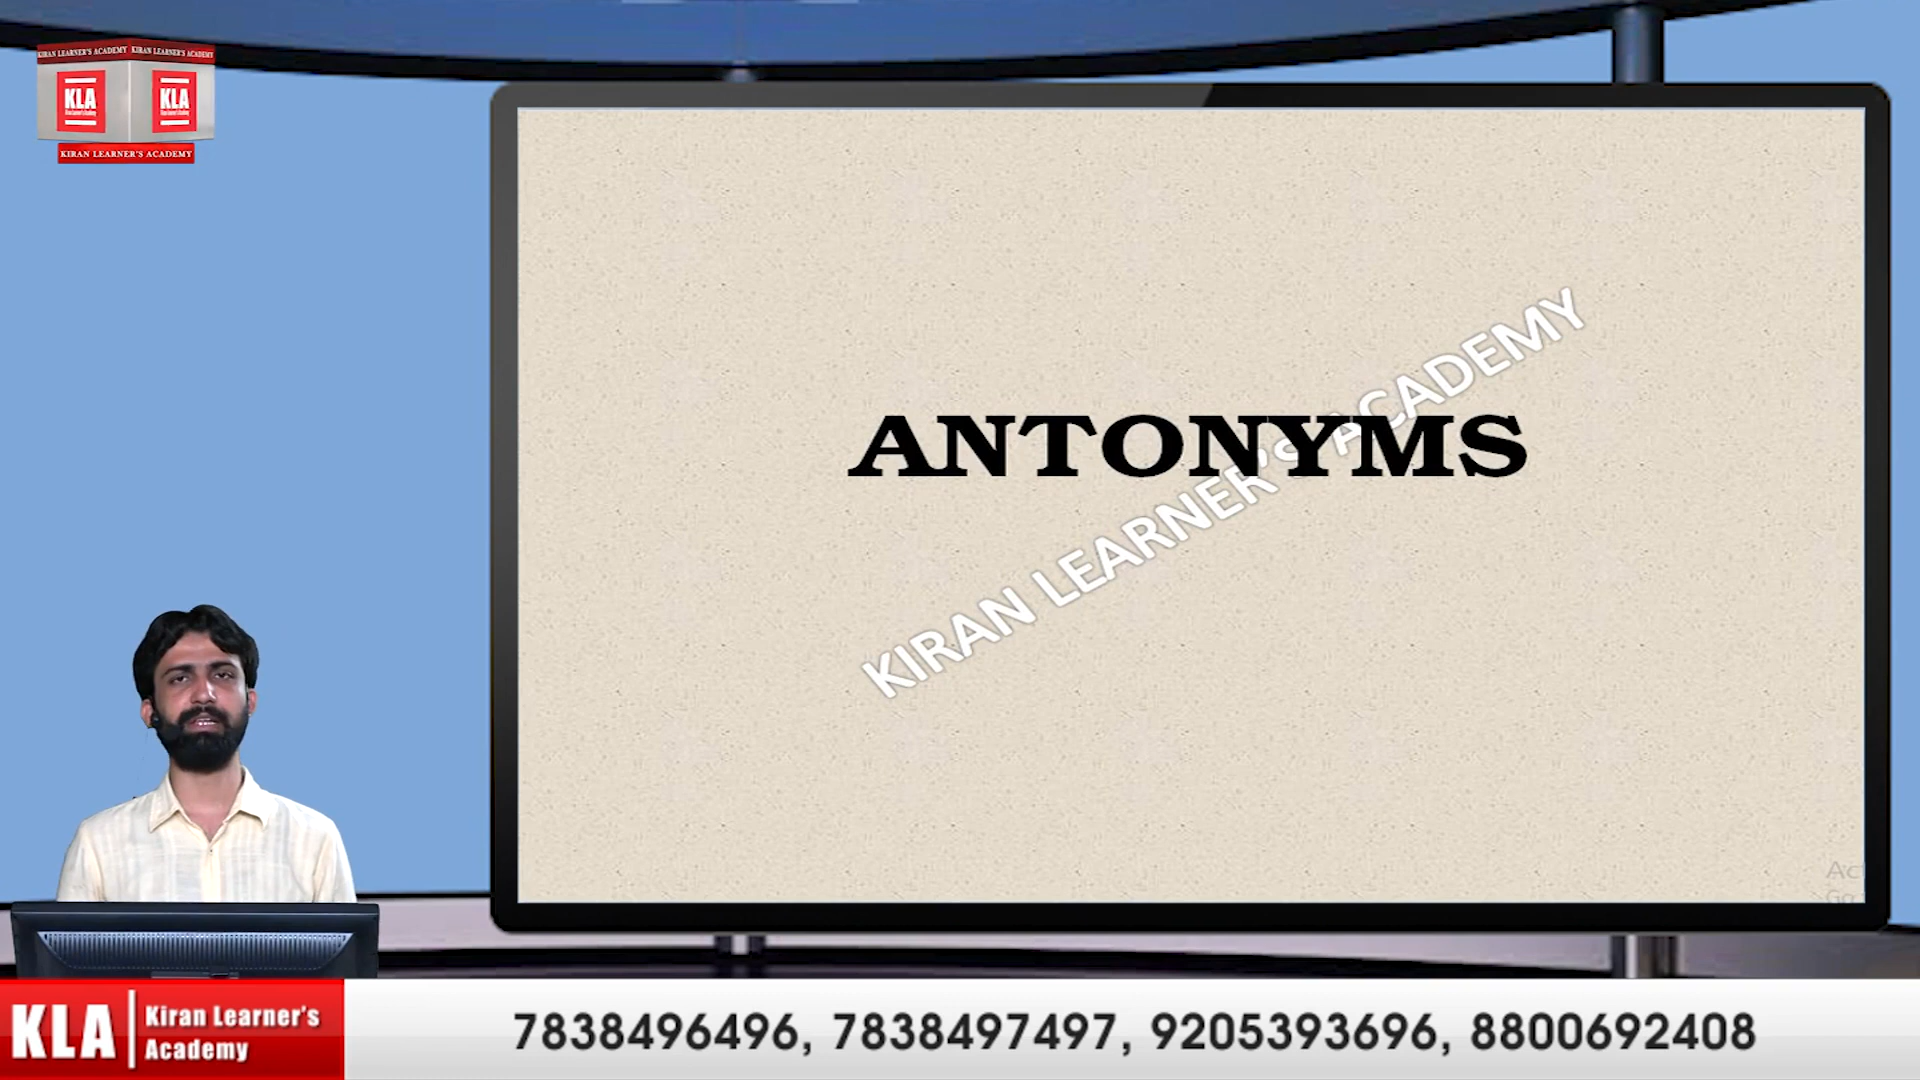 KIRAN LEARNER'S ACADEMY KIRAN LEARNER'S ACADEMY
KLA KLA
KIRAN LEARNER'S ACADEMY
ANTONYMS
KIRAN LEARNER'S ACADEMY
KLA
Kiran Learner's
Academy
7838496496, 7838497497, 9205393696, 8800692408